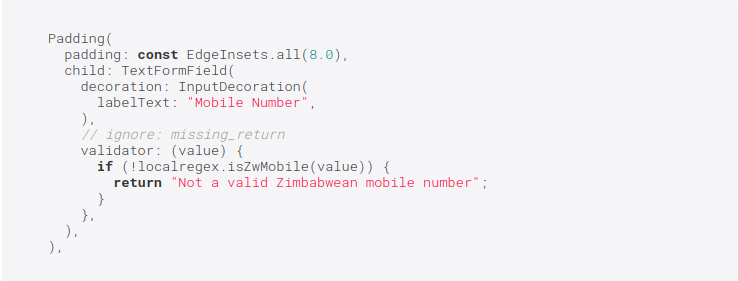 Padding(
  padding: const EdgeInsets.all(8.0),
  child: TextFormField(
    decoration: InputDecoration(
      labelText: "Mobile Number",
    ),
    // ignore: missing_return
    validator: (value) {
      if (!localregex.isZwMobile(value)) {
        return "Not a valid Zimbabwean mobile number";
      }
    },
  ),
),